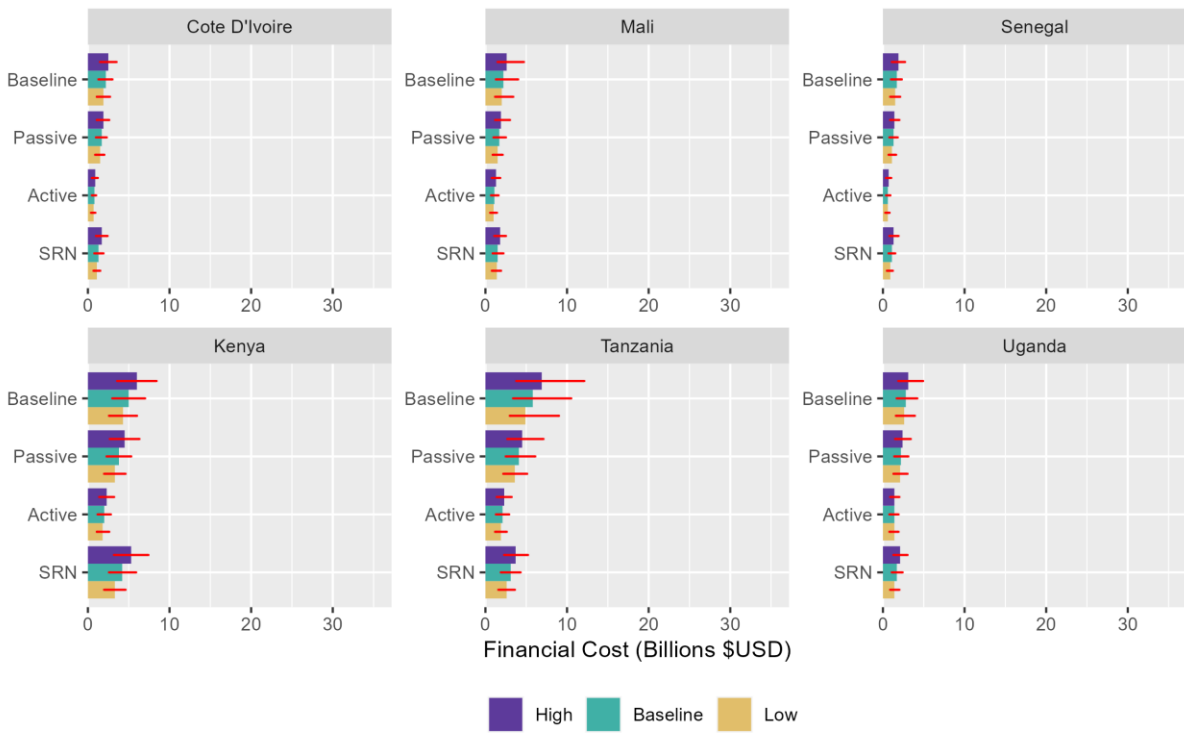 Cote D'Ivoire
Mali
Senegal
Baseline
Passive
Active
SRN
0 10 20 30
Baseline
Passive
Active
SRN
0 10 20 30
Baseline
Passive
Active
SRN
0 10 20 30
Kenya
Tanzania
Uganda
Baseline
Passive
Active
SRN
0 10 20 30
Baseline
Passive
Active
SRN
0 10 20 30
Baseline
Passive
Active
SRN
0 10 20 30
Financial Cost (Billions $USD)
High Baseline Low